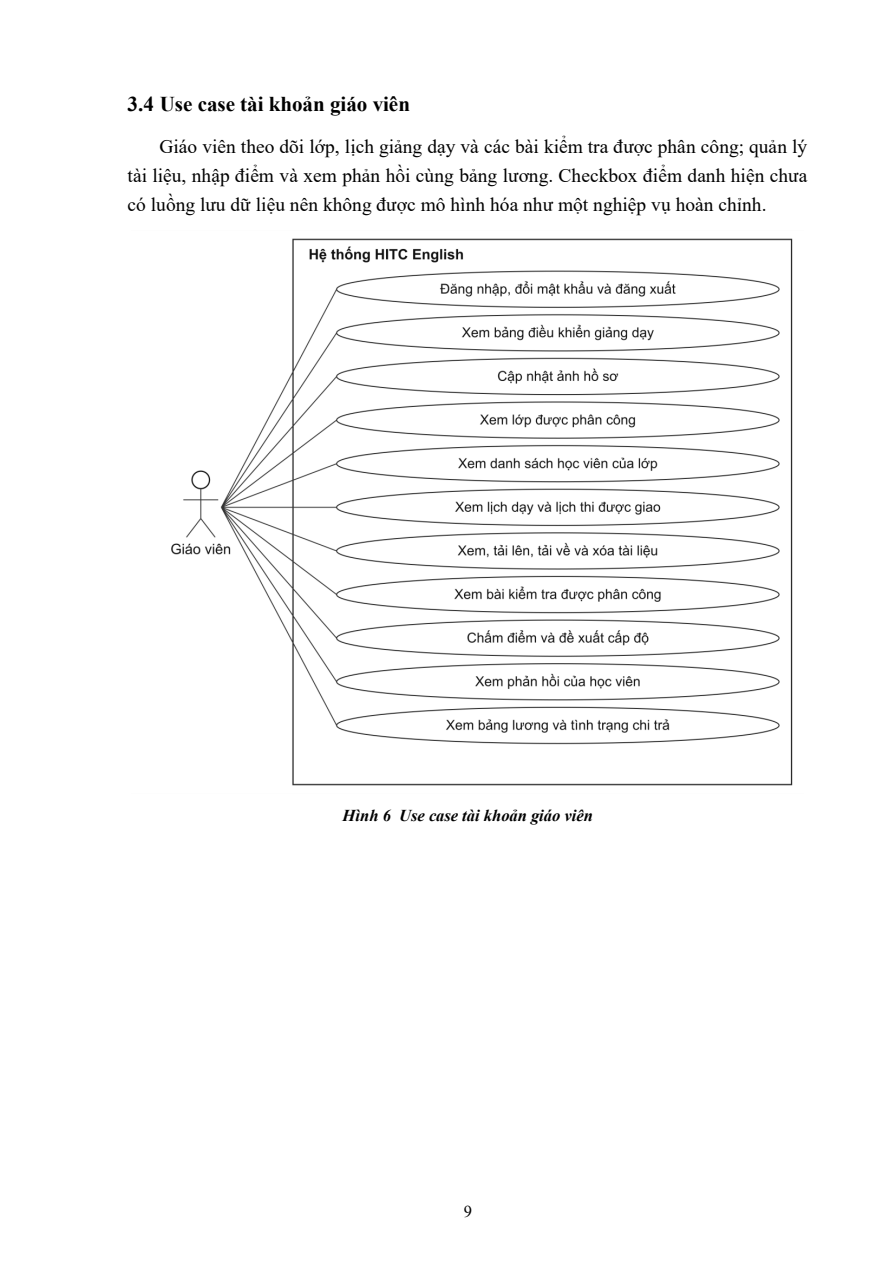 3.4 Use case tài khoản giáo viên
Giáo viên theo dõi lớp, lịch giảng dạy và các bài kiểm tra được phân công; quản lý
tài liệu, nhập điểm và xem phản hồi cùng bảng lương. Checkbox điểm danh hiện chưa
có luồng lưu dữ liệu nên không được mô hình hóa như một nghiệp vụ hoàn chỉnh.
Hệ thống HITC English
Đăng nhập, đổi mật khẩu và đăng xuất
Xem bảng điều khiển giảng dạy
Cập nhật ảnh hồ sơ
Xem lớp được phân công
Xem danh sách học viên của lớp
Xem lịch dạy và lịch thi được giao
Giáo viên
Xem, tải lên, tải về và xóa tài liệu
Xem bài kiểm tra được phân công
Chấm điểm và đề xuất cấp độ
Xem phản hồi của học viên
Xem bảng lương và tình trạng chi trả
Hình 6 Use case tài khoản giáo viên
9